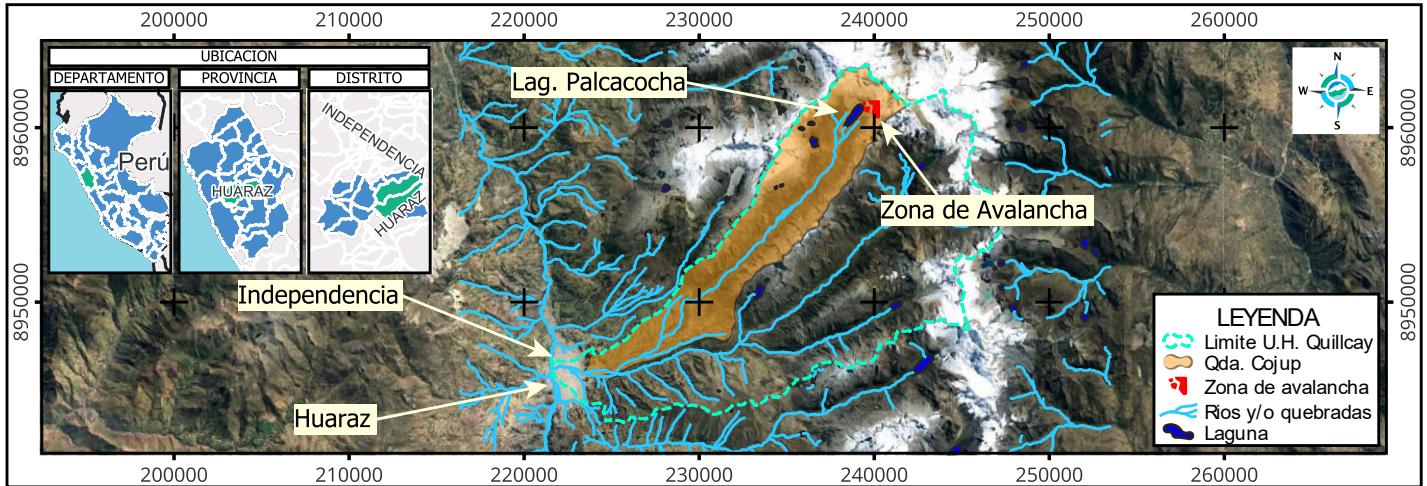 200000 210000 220000 230000 240000 250000 260000
UBICACIÓN
DEPARTAMENTO PROVINCIA DISTRITO
Perú
HUARAZ
INDEPENDENCIA
HUARAZ
Lag. Palcacocha
N
W E
S
8960000 8960000
Zona de Avalancha
Independencia
8950000 8950000
Huaraz
LEYENDA
Limite U.H. Quillcay
Qda. Cojup
Zona de avalancha
Rios y/o quebradas
Laguna
200000 210000 220000 230000 240000 250000 260000